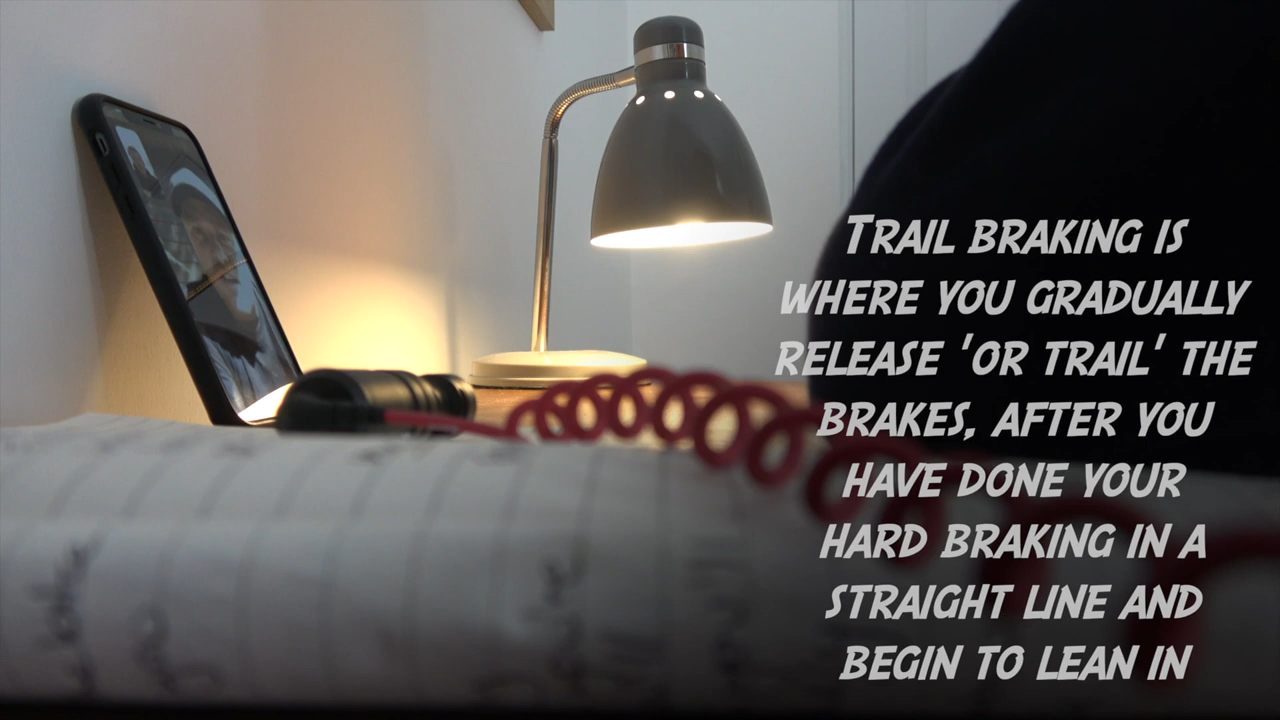 Trail braking is
where you gradually
release 'or trail' the
brakes, after you
have done your
hard braking in a
straight line and
begin to lean in